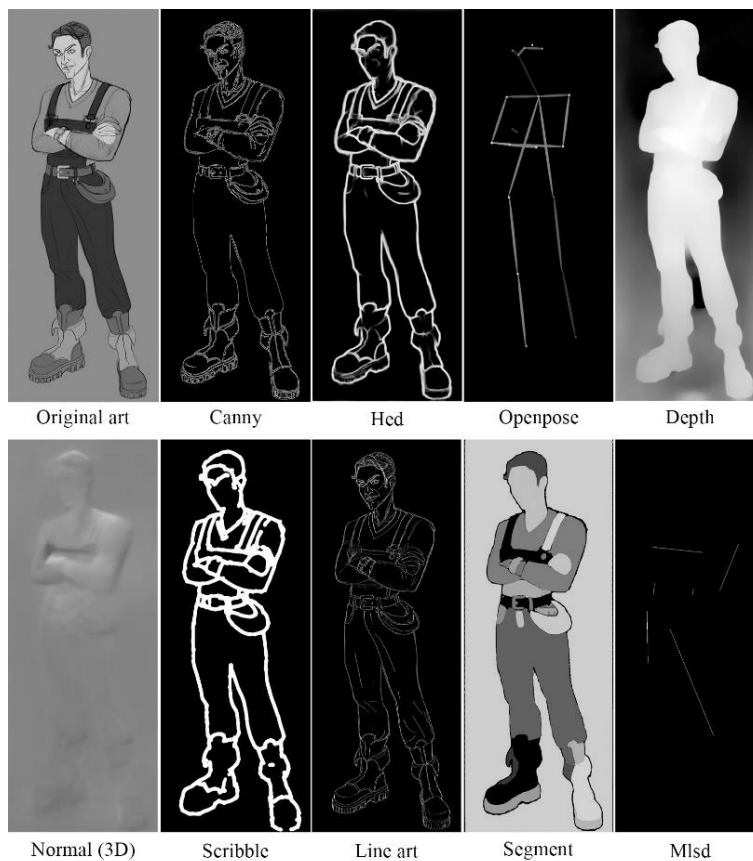 Original art
Canny
Hed
Openpose
Depth
Normal (3D)
Scribble
Line art
Segment
Mlsd